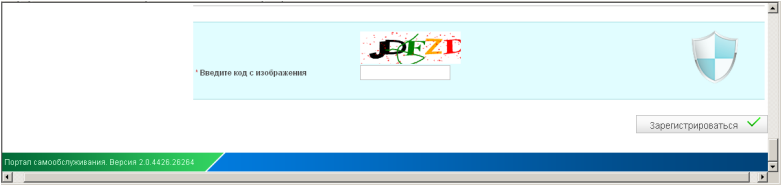 * Введите код с изображения
Зарегистрироваться
Портал самообслуживания. Версия 2.0.4426.26264